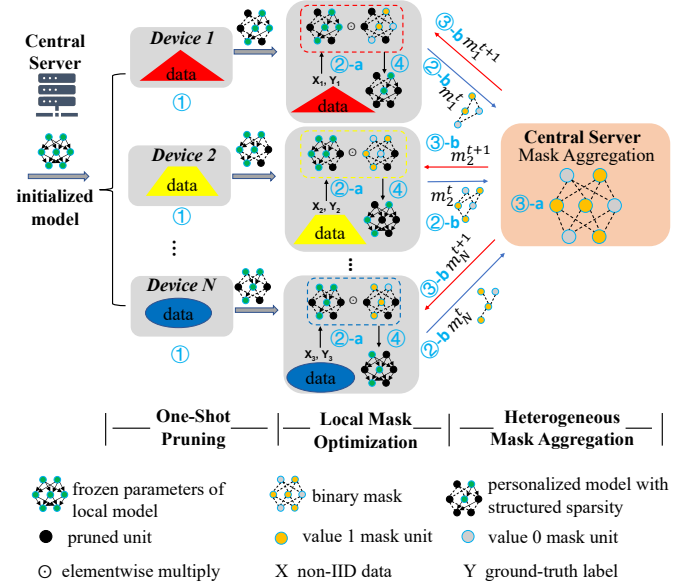 Central
Server
initialized
model
Device 1
data
①
Device 2
data
①
⋮
Device N
data
①
⊙
X₁, Y₁
②-a
④
data
⊙
X₂, Y₂
②-a
④
data
⋮
⊙
X₃, Y₃
②-a
④
data
③-b m₁ᵗ⁺¹
②-b m₁ᵗ
③-b
m₂ᵗ⁺¹
m₂ᵗ
②-b
③-b m_Nᵗ⁺¹
②-b m_Nᵗ
Central Server
Mask Aggregation
③-a
One-Shot
Pruning
Local Mask
Optimization
Heterogeneous
Mask Aggregation
frozen parameters of
local model
binary mask
personalized model with
structured sparsity
pruned unit
value 1 mask unit
value 0 mask unit
⊙ elementwise multiply
X non-IID data
Y ground-truth label